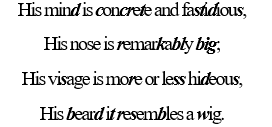 His mind is concrete and fastidious,
His nose is remarkably big;
His visage is more or less hideous,
His beard it resembles a wig.